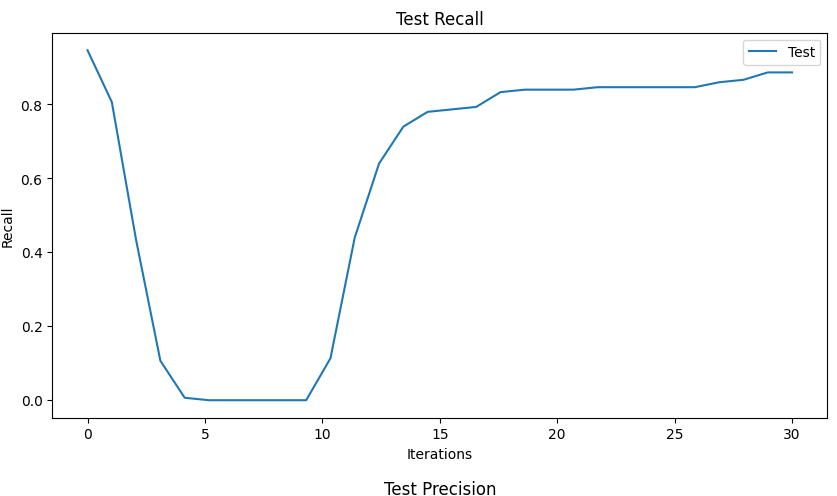 Test Recall
Test
Recall
0.8
0.6
0.4
0.2
0.0
0 5 10 15 20 25 30
Iterations
Test Precision